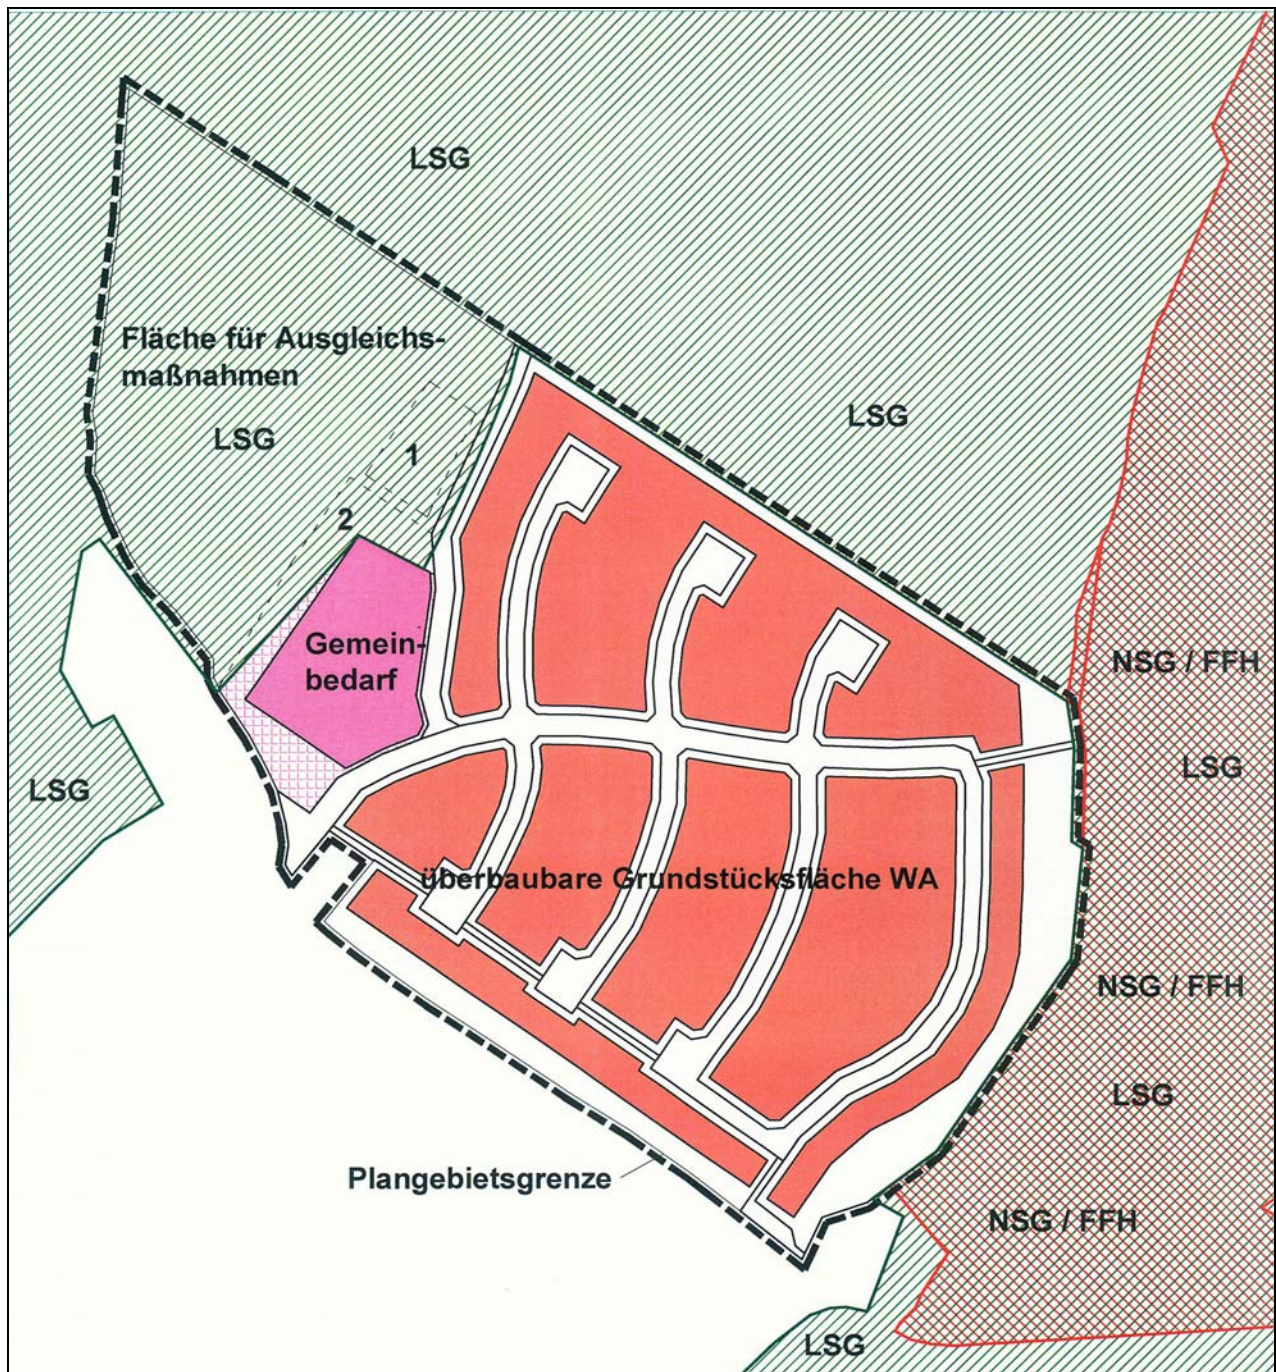 LSG
Fläche für Ausgleichs-
maßnahmen
LSG
LSG
1
2
Gemein-
bedarf
NSG / FFH
LSG
LSG
überbaubare Grundstücksfläche WA
NSG / FFH
LSG
Plangebietsgrenze
NSG / FFH
LSG